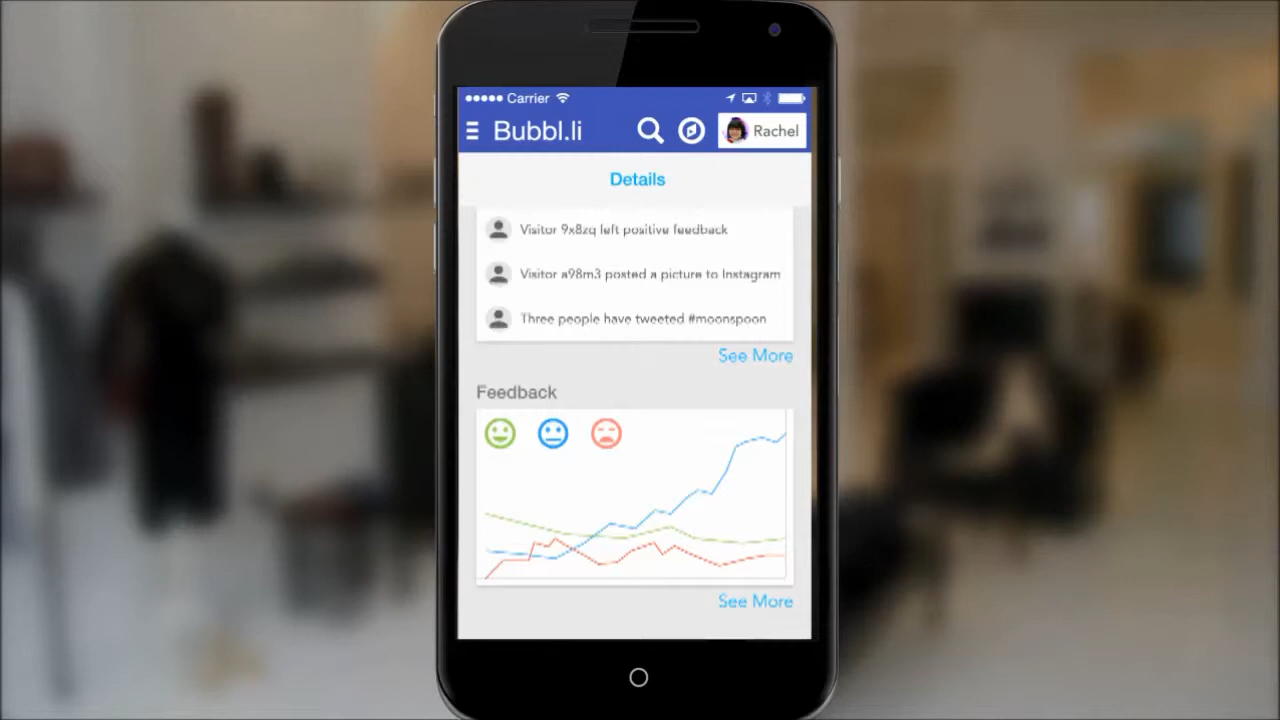 Carrier
Bubbl.li
Rachel
Details
Visitor 9x8zq left positive feedback
Visitor a98m3 posted a picture to Instagram
Three people have tweeted #moonspoon
See More
Feedback
See More